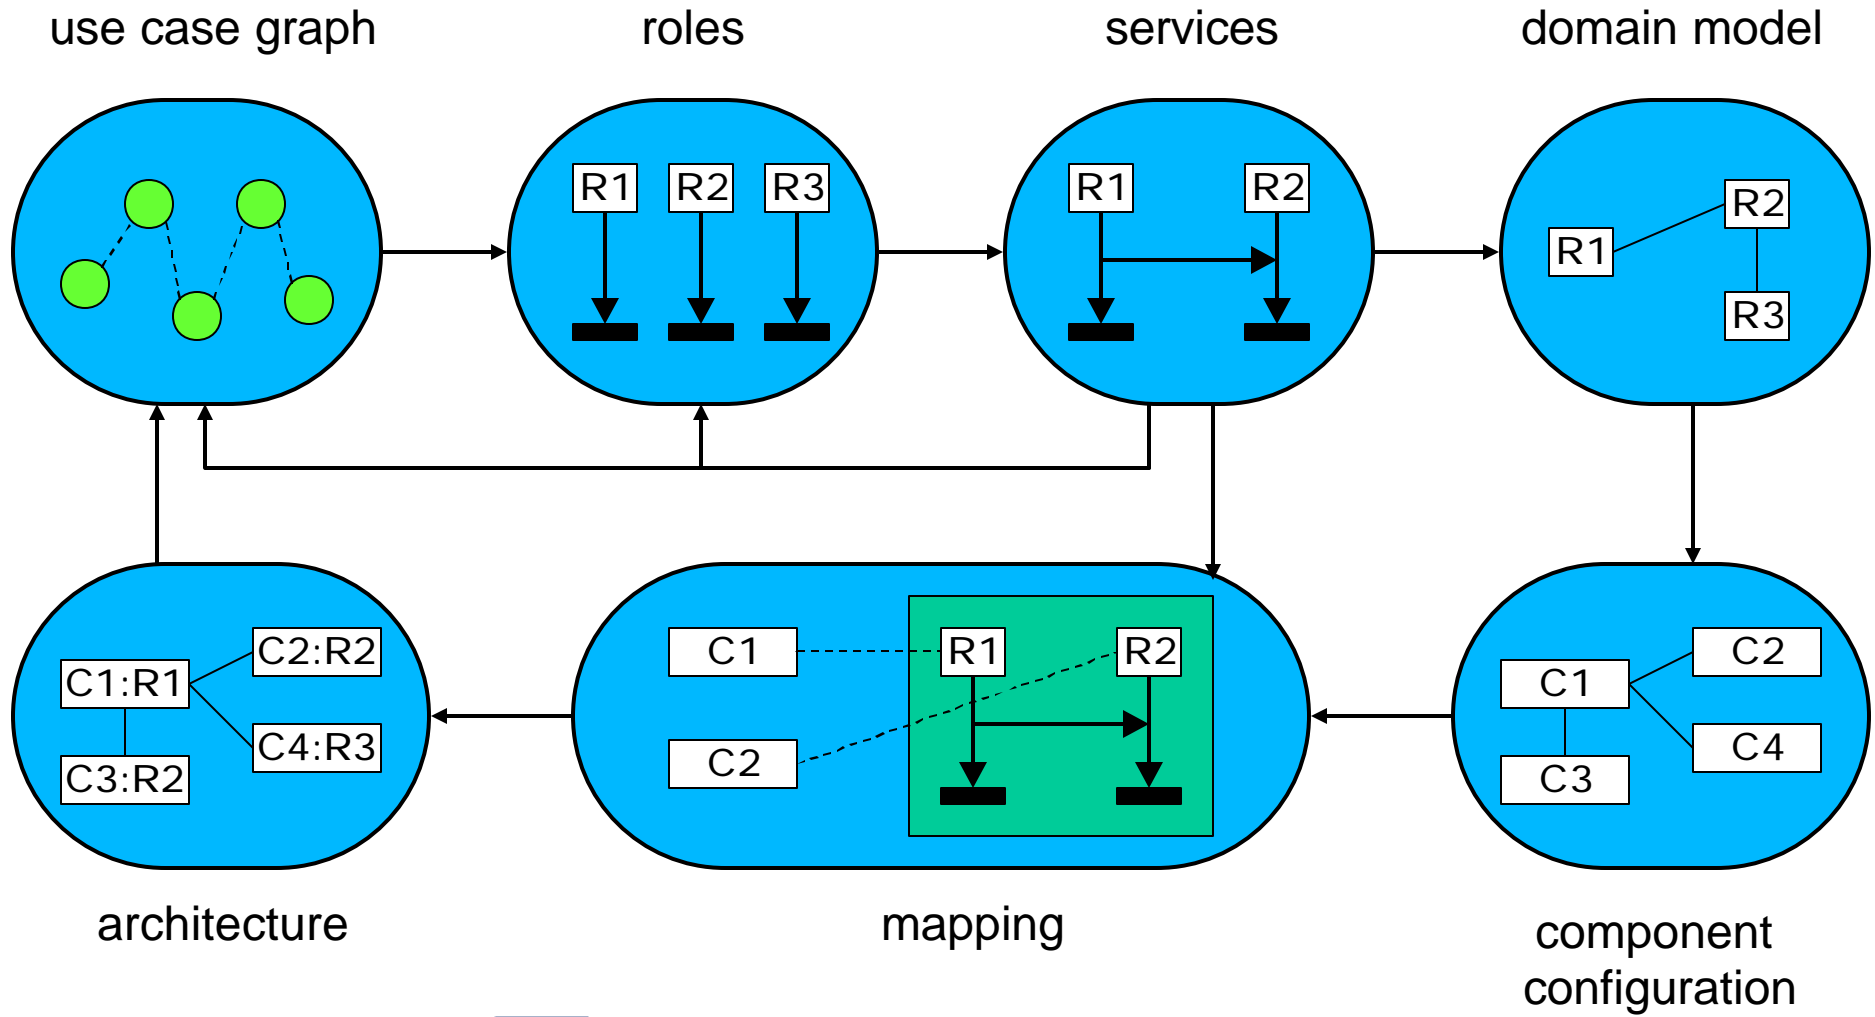 use case graph
roles
services
domain model
R1 R2 R3
R1 R2
R2
R1
R3
C2:R2
C1:R1
C4:R3
C3:R2
C1
R1 R2
C2
C2
C1
C4
C3
architecture
mapping
component
configuration